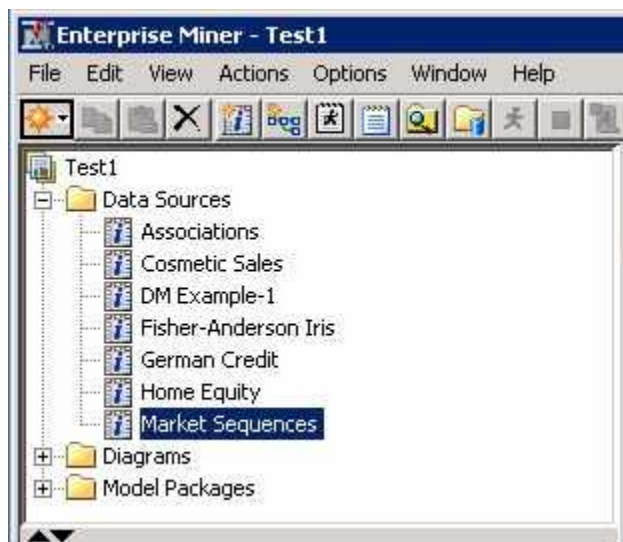 Enterprise Miner - Test1
File Edit View Actions Options Window Help
Test1
Data Sources
Associations
Cosmetic Sales
DM Example-1
Fisher-Anderson Iris
German Credit
Home Equity
Market Sequences
Diagrams
Model Packages